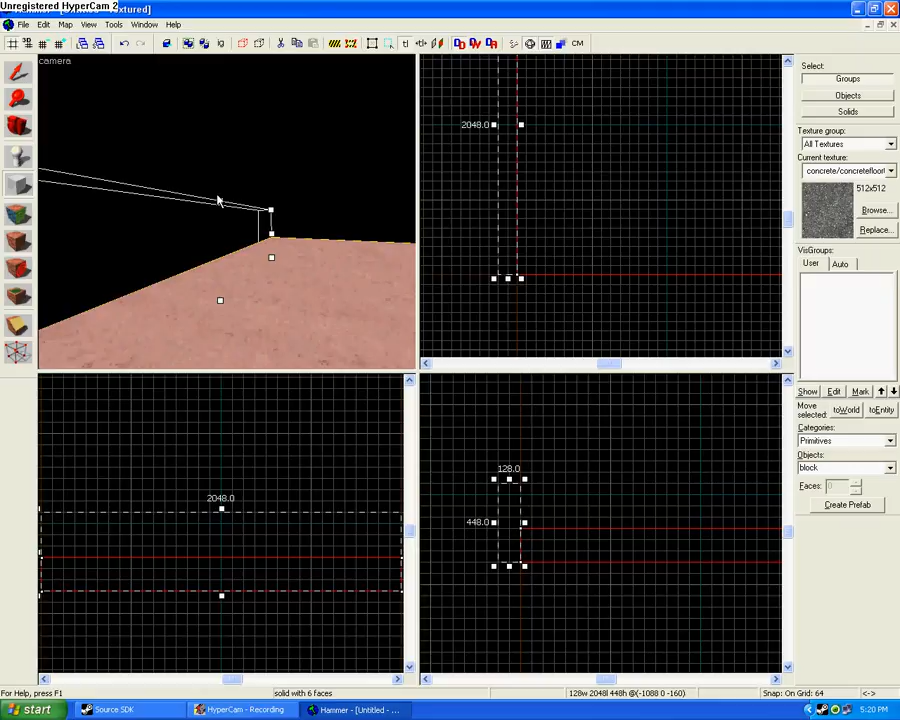 Unregistered HyperCam 2
extured]
File Edit Map View Tools Window Help
CM
camera
Select:
Groups
Objects
Solids
Texture group:
All Textures
Current texture:
concrete/concretefloor
512x512
Browse...
Replace...
VisGroups:
User Auto
2048.0
Show Edit Mark
Move selected: toWorld toEntity
Categories:
Primitives
Objects:
block
Faces: 0
Create Prefab
2048.0
128.0
448.0
For Help, press F1
solid with 6 faces
128w 2048l 448h @(-1088 0 -160)
Snap: On Grid: 64
<->
start
Source SDK
HyperCam - Recording
Hammer - [Untitled - ...
5:20 PM